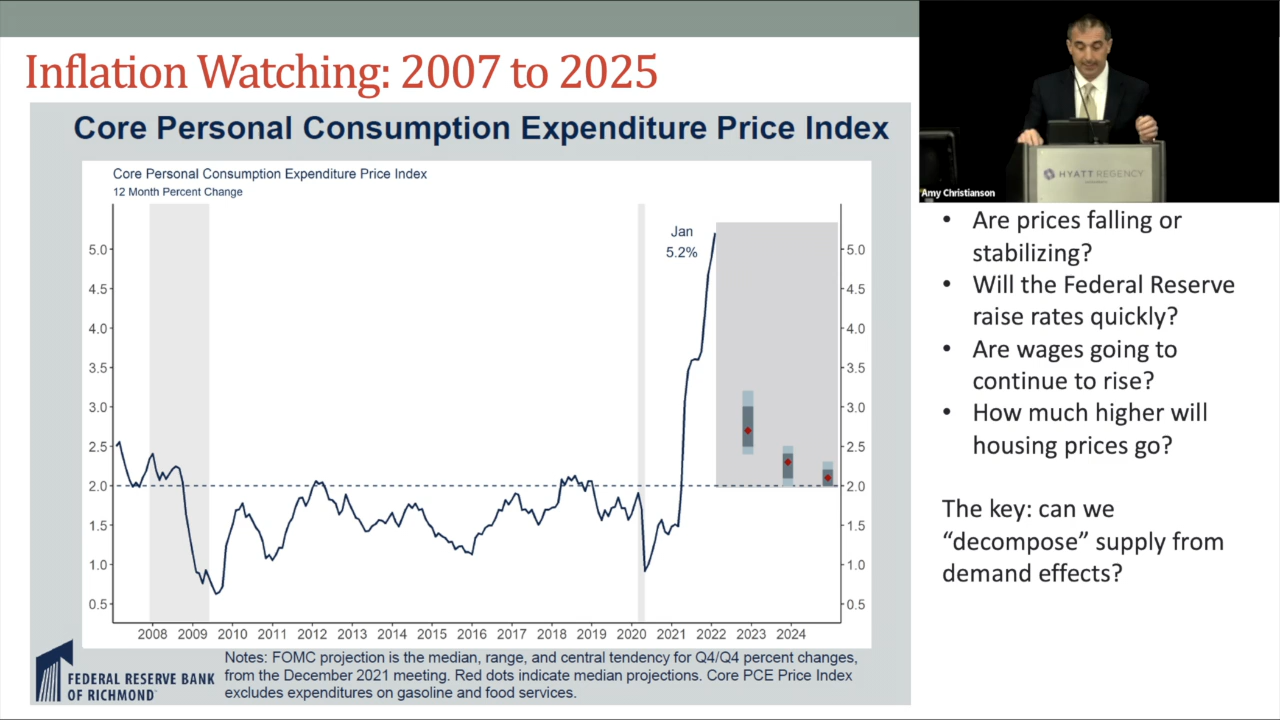 Inflation Watching: 2007 to 2025
Core Personal Consumption Expenditure Price Index
Core Personal Consumption Expenditure Price Index
12 Month Percent Change
Jan
5.2%
5.0
4.5
4.0
3.5
3.0
2.5
2.0
1.5
1.0
0.5
5.0
4.5
4.0
3.5
3.0
2.5
2.0
1.5
1.0
0.5
2008 2009 2010 2011 2012 2013 2014 2015 2016 2017 2018 2019 2020 2021 2022 2023 2024
FEDERAL RESERVE BANK
OF RICHMOND
Notes: FOMC projection is the median, range, and central tendency for Q4/Q4 percent changes,
from the December 2021 meeting. Red dots indicate median projections. Core PCE Price Index
excludes expenditures on gasoline and food services.
HYATT REGENCY
Amy Christianson
• Are prices falling or
stabilizing?
• Will the Federal Reserve
raise rates quickly?
• Are wages going to
continue to rise?
• How much higher will
housing prices go?
The key: can we
“decompose” supply from
demand effects?